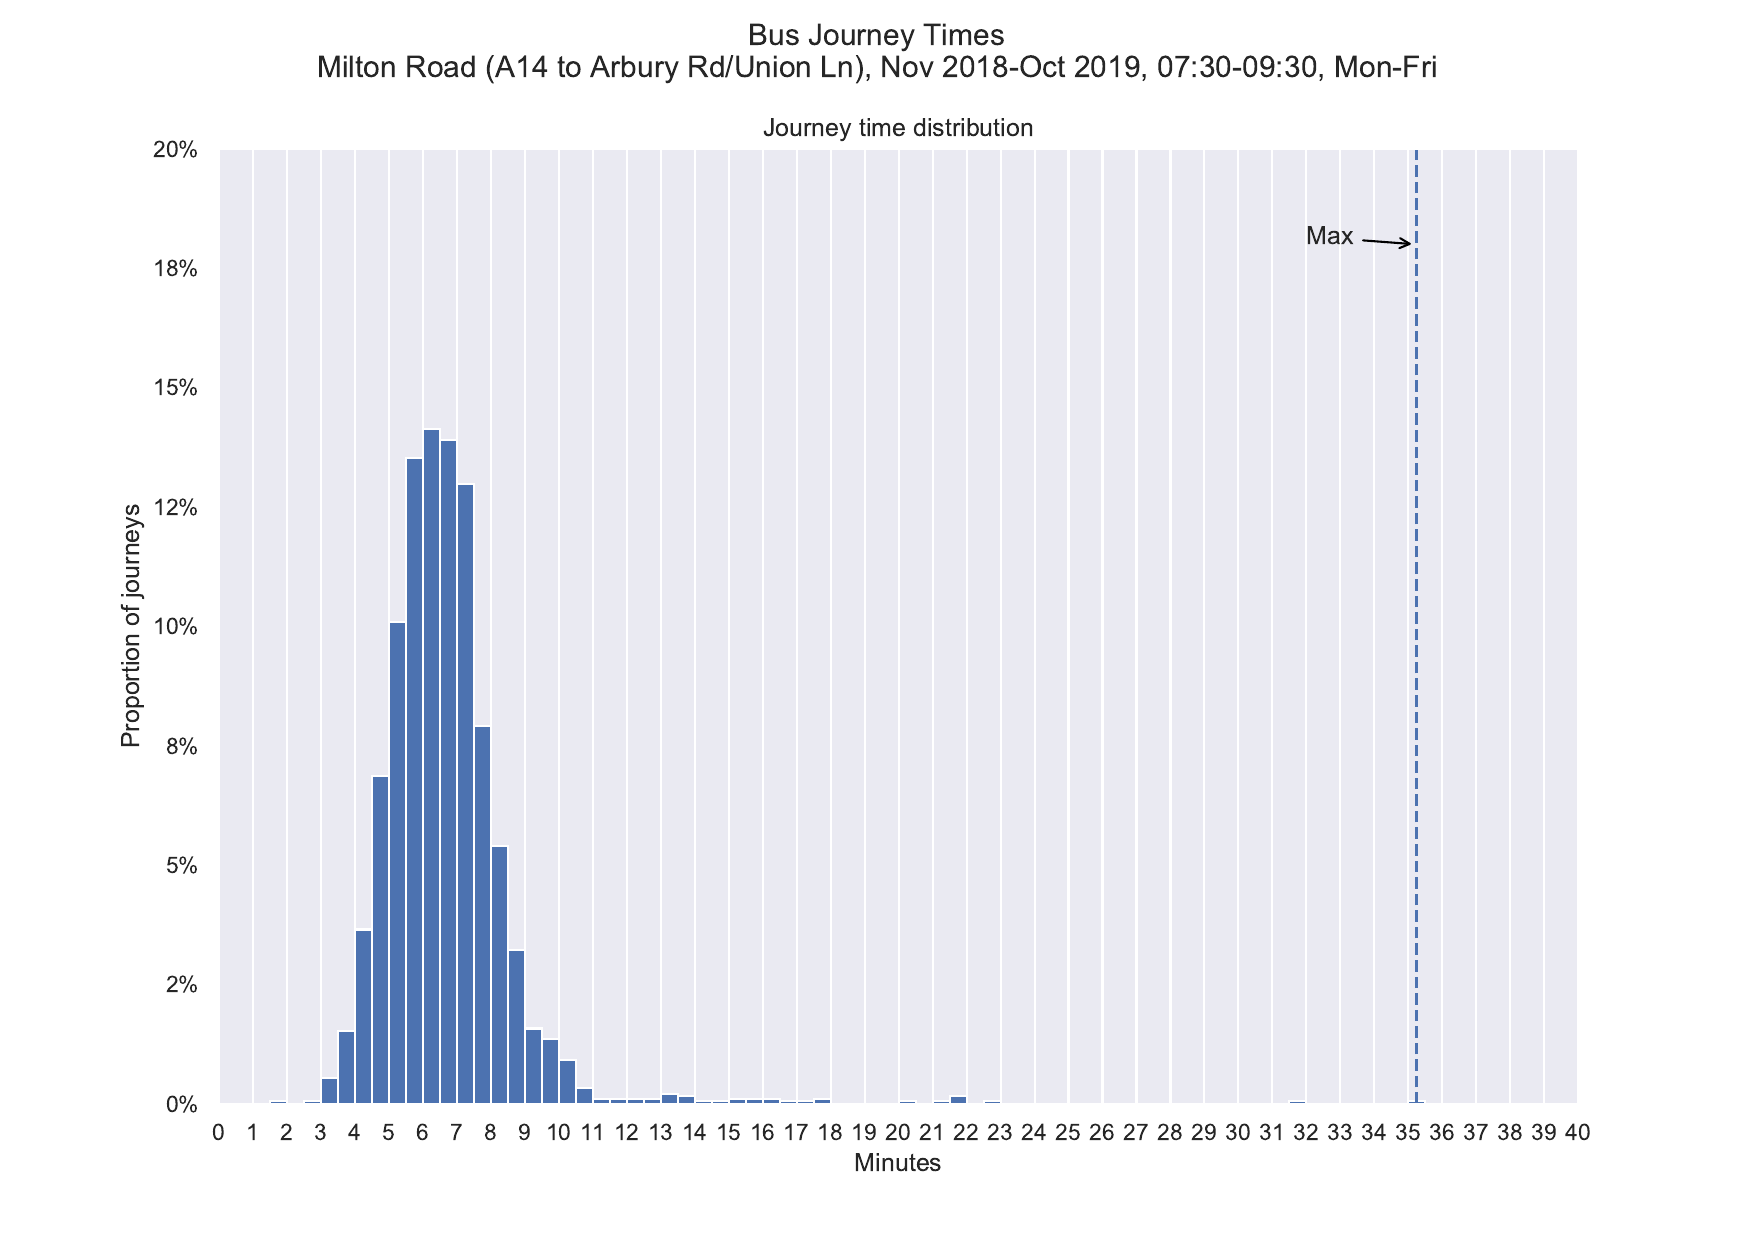 Bus Journey Times
Milton Road (A14 to Arbury Rd/Union Ln), Nov 2018-Oct 2019, 07:30-09:30, Mon-Fri
Journey time distribution
20%
Max
18%
15%
12%
10%
8%
5%
2%
0%
Proportion of journeys
0 1 2 3 4 5 6 7 8 9 10 11 12 13 14 15 16 17 18 19 20 21 22 23 24 25 26 27 28 29 30 31 32 33 34 35 36 37 38 39 40
Minutes